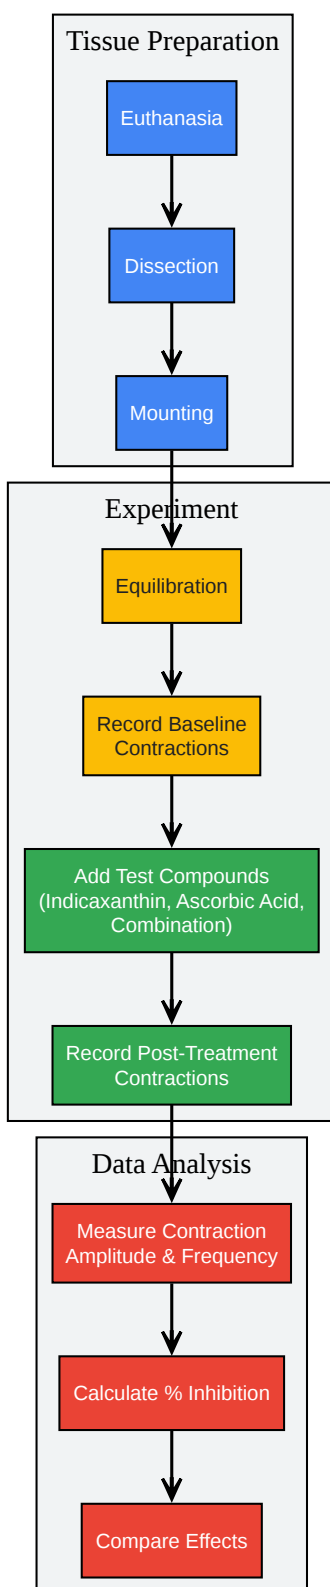 Tissue Preparation
Euthanasia
Dissection
Mounting
Experiment
Equilibration
Record Baseline
Contractions
Add Test Compounds
(Indicaxanthin, Ascorbic Acid,
Combination)
Record Post-Treatment
Contractions
Data Analysis
Measure Contraction
Amplitude & Frequency
Calculate % Inhibition
Compare Effects